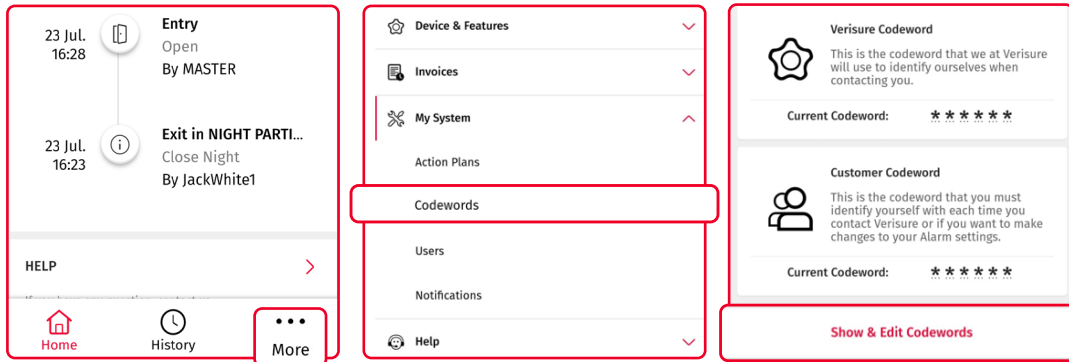 23 Jul.
16:28
Entry
Open
By MASTER
23 Jul.
16:23
Exit in NIGHT PARTI...
Close Night
By JackWhite1
HELP
Home
History
More
Device & Features
Invoices
My System
Action Plans
Codewords
Users
Notifications
Help
Verisure Codeword
This is the codeword that we at Verisure
will use to identify ourselves when
contacting you.
Current Codeword: ******
Customer Codeword
This is the codeword that you must
identify yourself with each time you
contact Verisure or if you want to make
changes to your Alarm settings.
Current Codeword: ******
Show & Edit Codewords